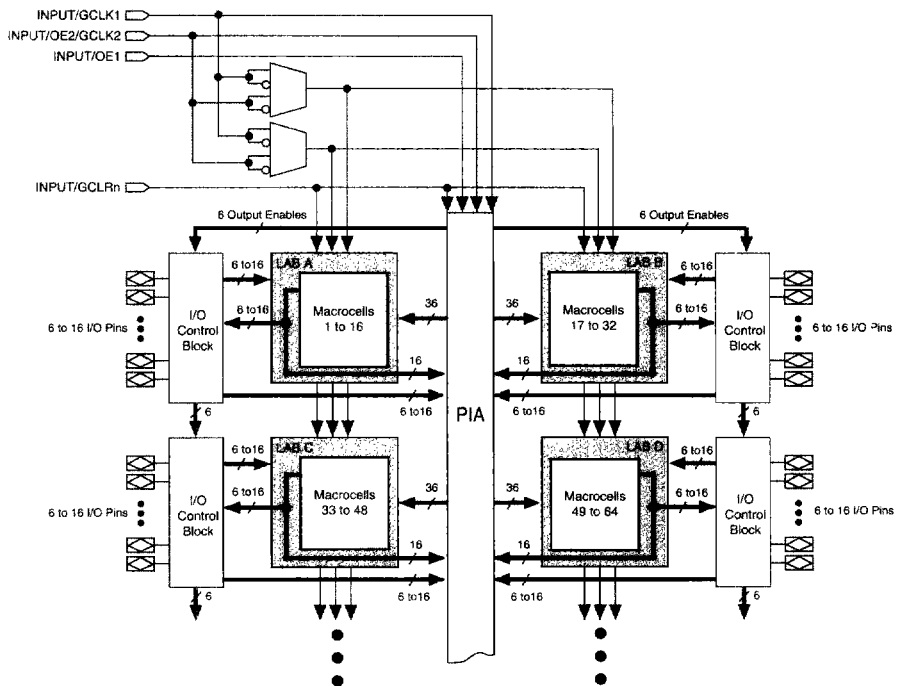 INPUT/GCLK1
INPUT/OE2/GCLK2
INPUT/OE1
INPUT/GCLRn
6 Output Enables
6 Output Enables
LAB A
LAB B
6 to16
6 to16
I/O
Control
Block
6 to 16 I/O Pins
6 to16
Macrocells
1 to 16
36
36
Macrocells
17 to 32
6 to16
I/O
Control
Block
6 to 16 I/O Pins
16
16
6 to16
6 to16
6
6
PIA
LAB C
LAB D
6 to16
6 to16
I/O
Control
Block
6 to 16 I/O Pins
6 to16
Macrocells
33 to 48
36
36
Macrocells
49 to 64
6 to16
I/O
Control
Block
6 to 16 I/O Pins
16
16
6 to16
6 to16
6
6